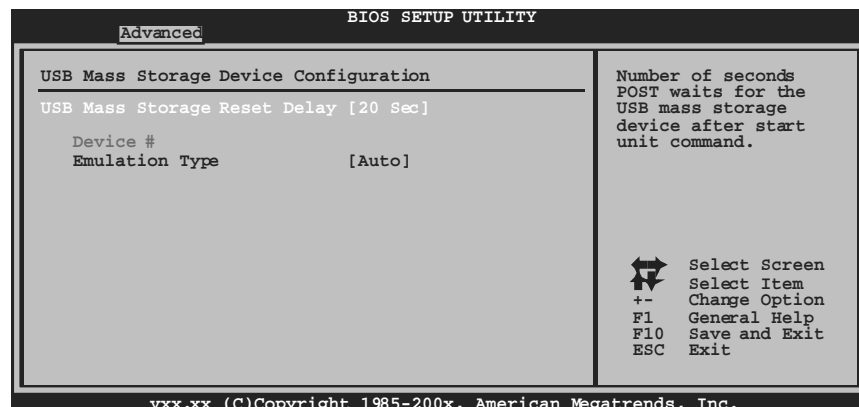 BIOS SETUP UTILITY
Advanced
USB Mass Storage Device Configuration
USB Mass Storage Reset Delay [20 Sec]
Device #
Emulation Type [Auto]
Number of seconds
POST waits for the
USB mass storage
device after start
unit command.
Select Screen
Select Item
+- Change Option
F1 General Help
F10 Save and Exit
ESC Exit
vxx.xx (C)Copyright 1985-200x, American Megatrends, Inc.